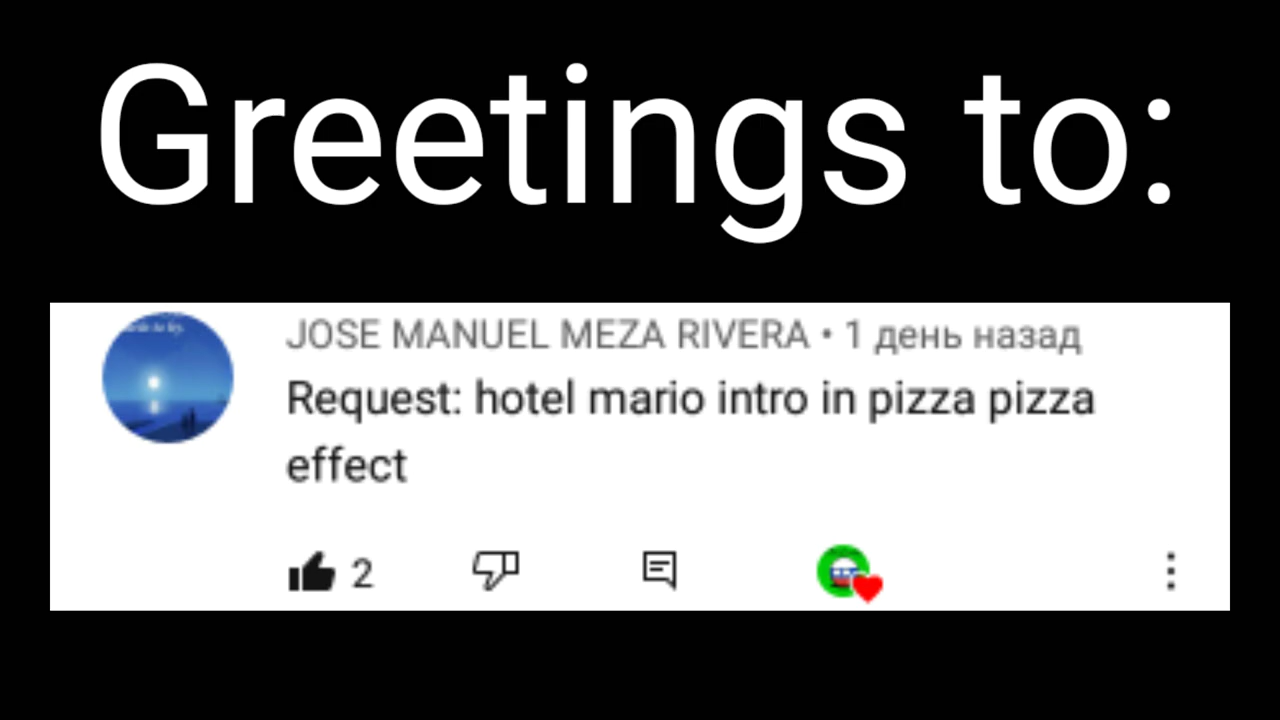 Greetings to:
JOSE MANUEL MEZA RIVERA • 1 день назад
Request: hotel mario intro in pizza pizza
effect
2